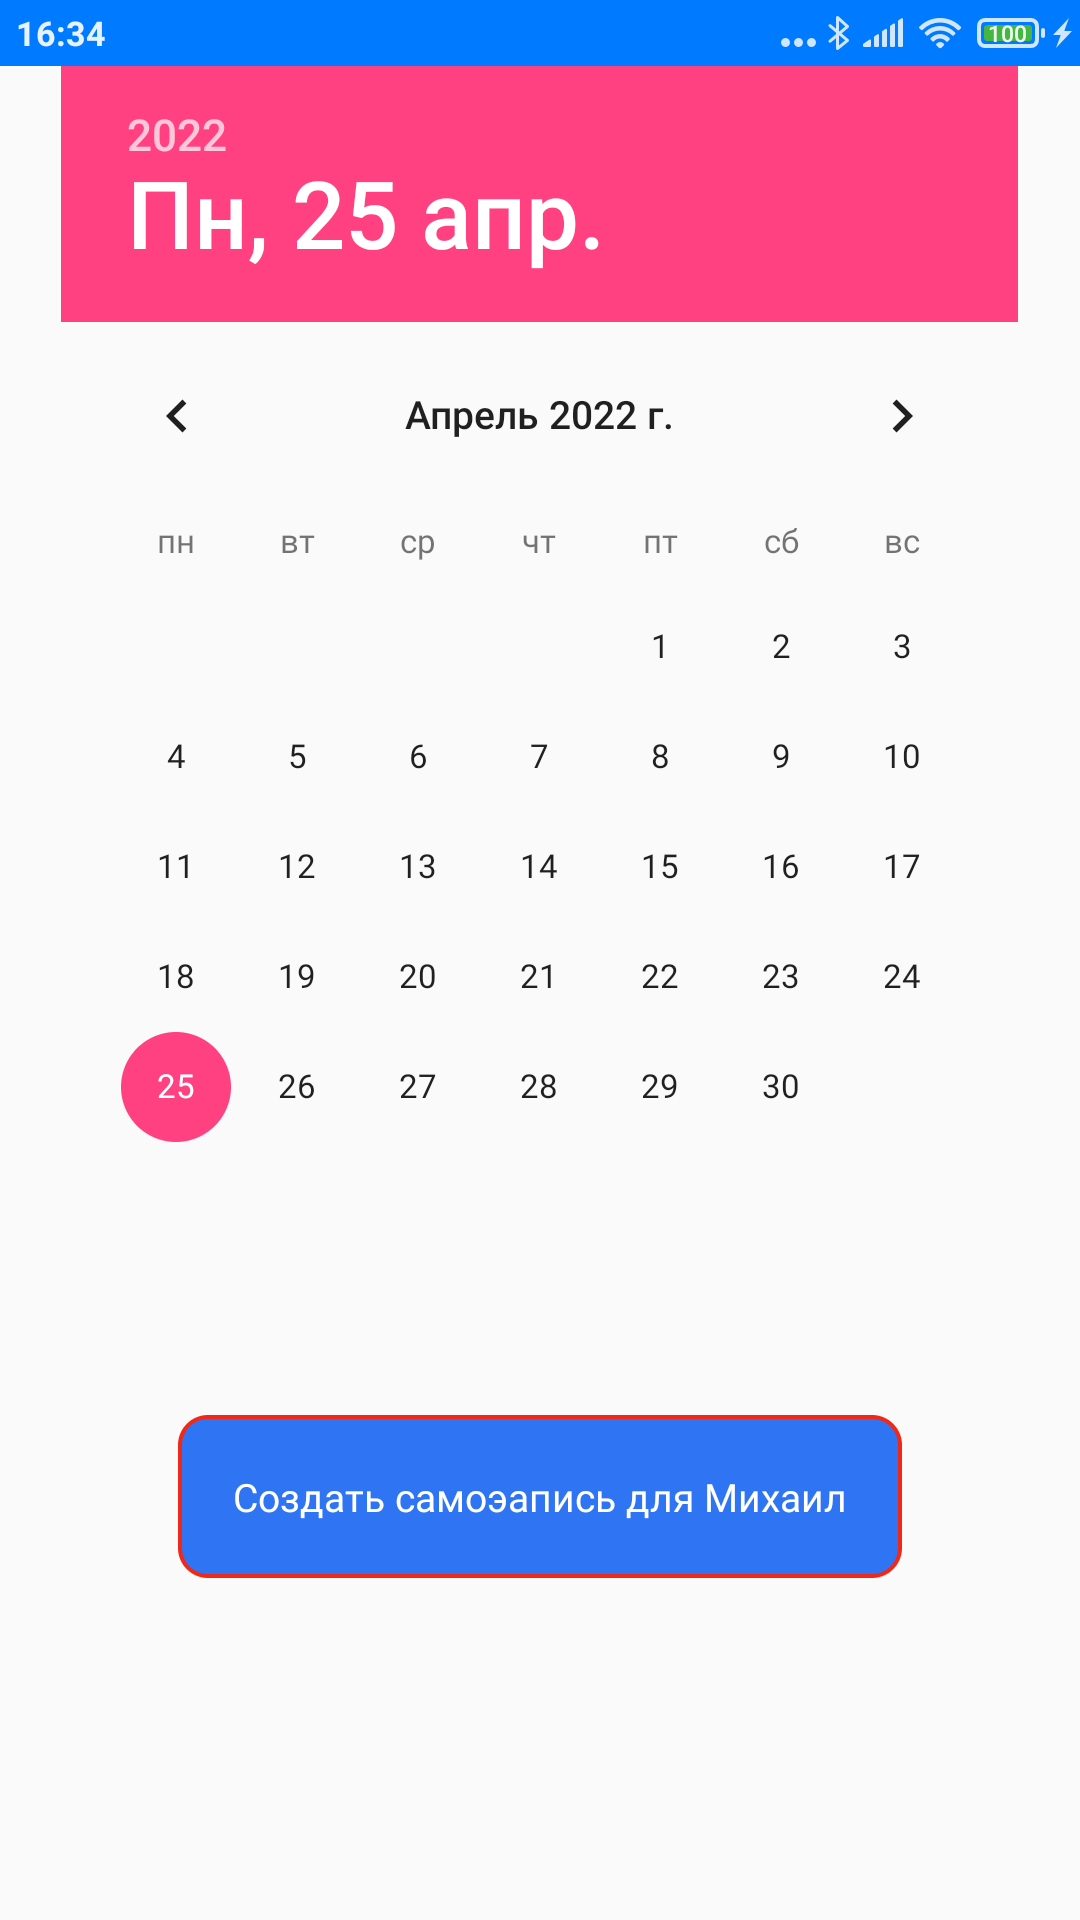 16:34
100
2022
Пн, 25 апр.
Апрель 2022 г.
пн вт ср чт пт сб вс
1 2 3
4 5 6 7 8 9 10
11 12 13 14 15 16 17
18 19 20 21 22 23 24
25 26 27 28 29 30
Создать самоэапись для Михаил